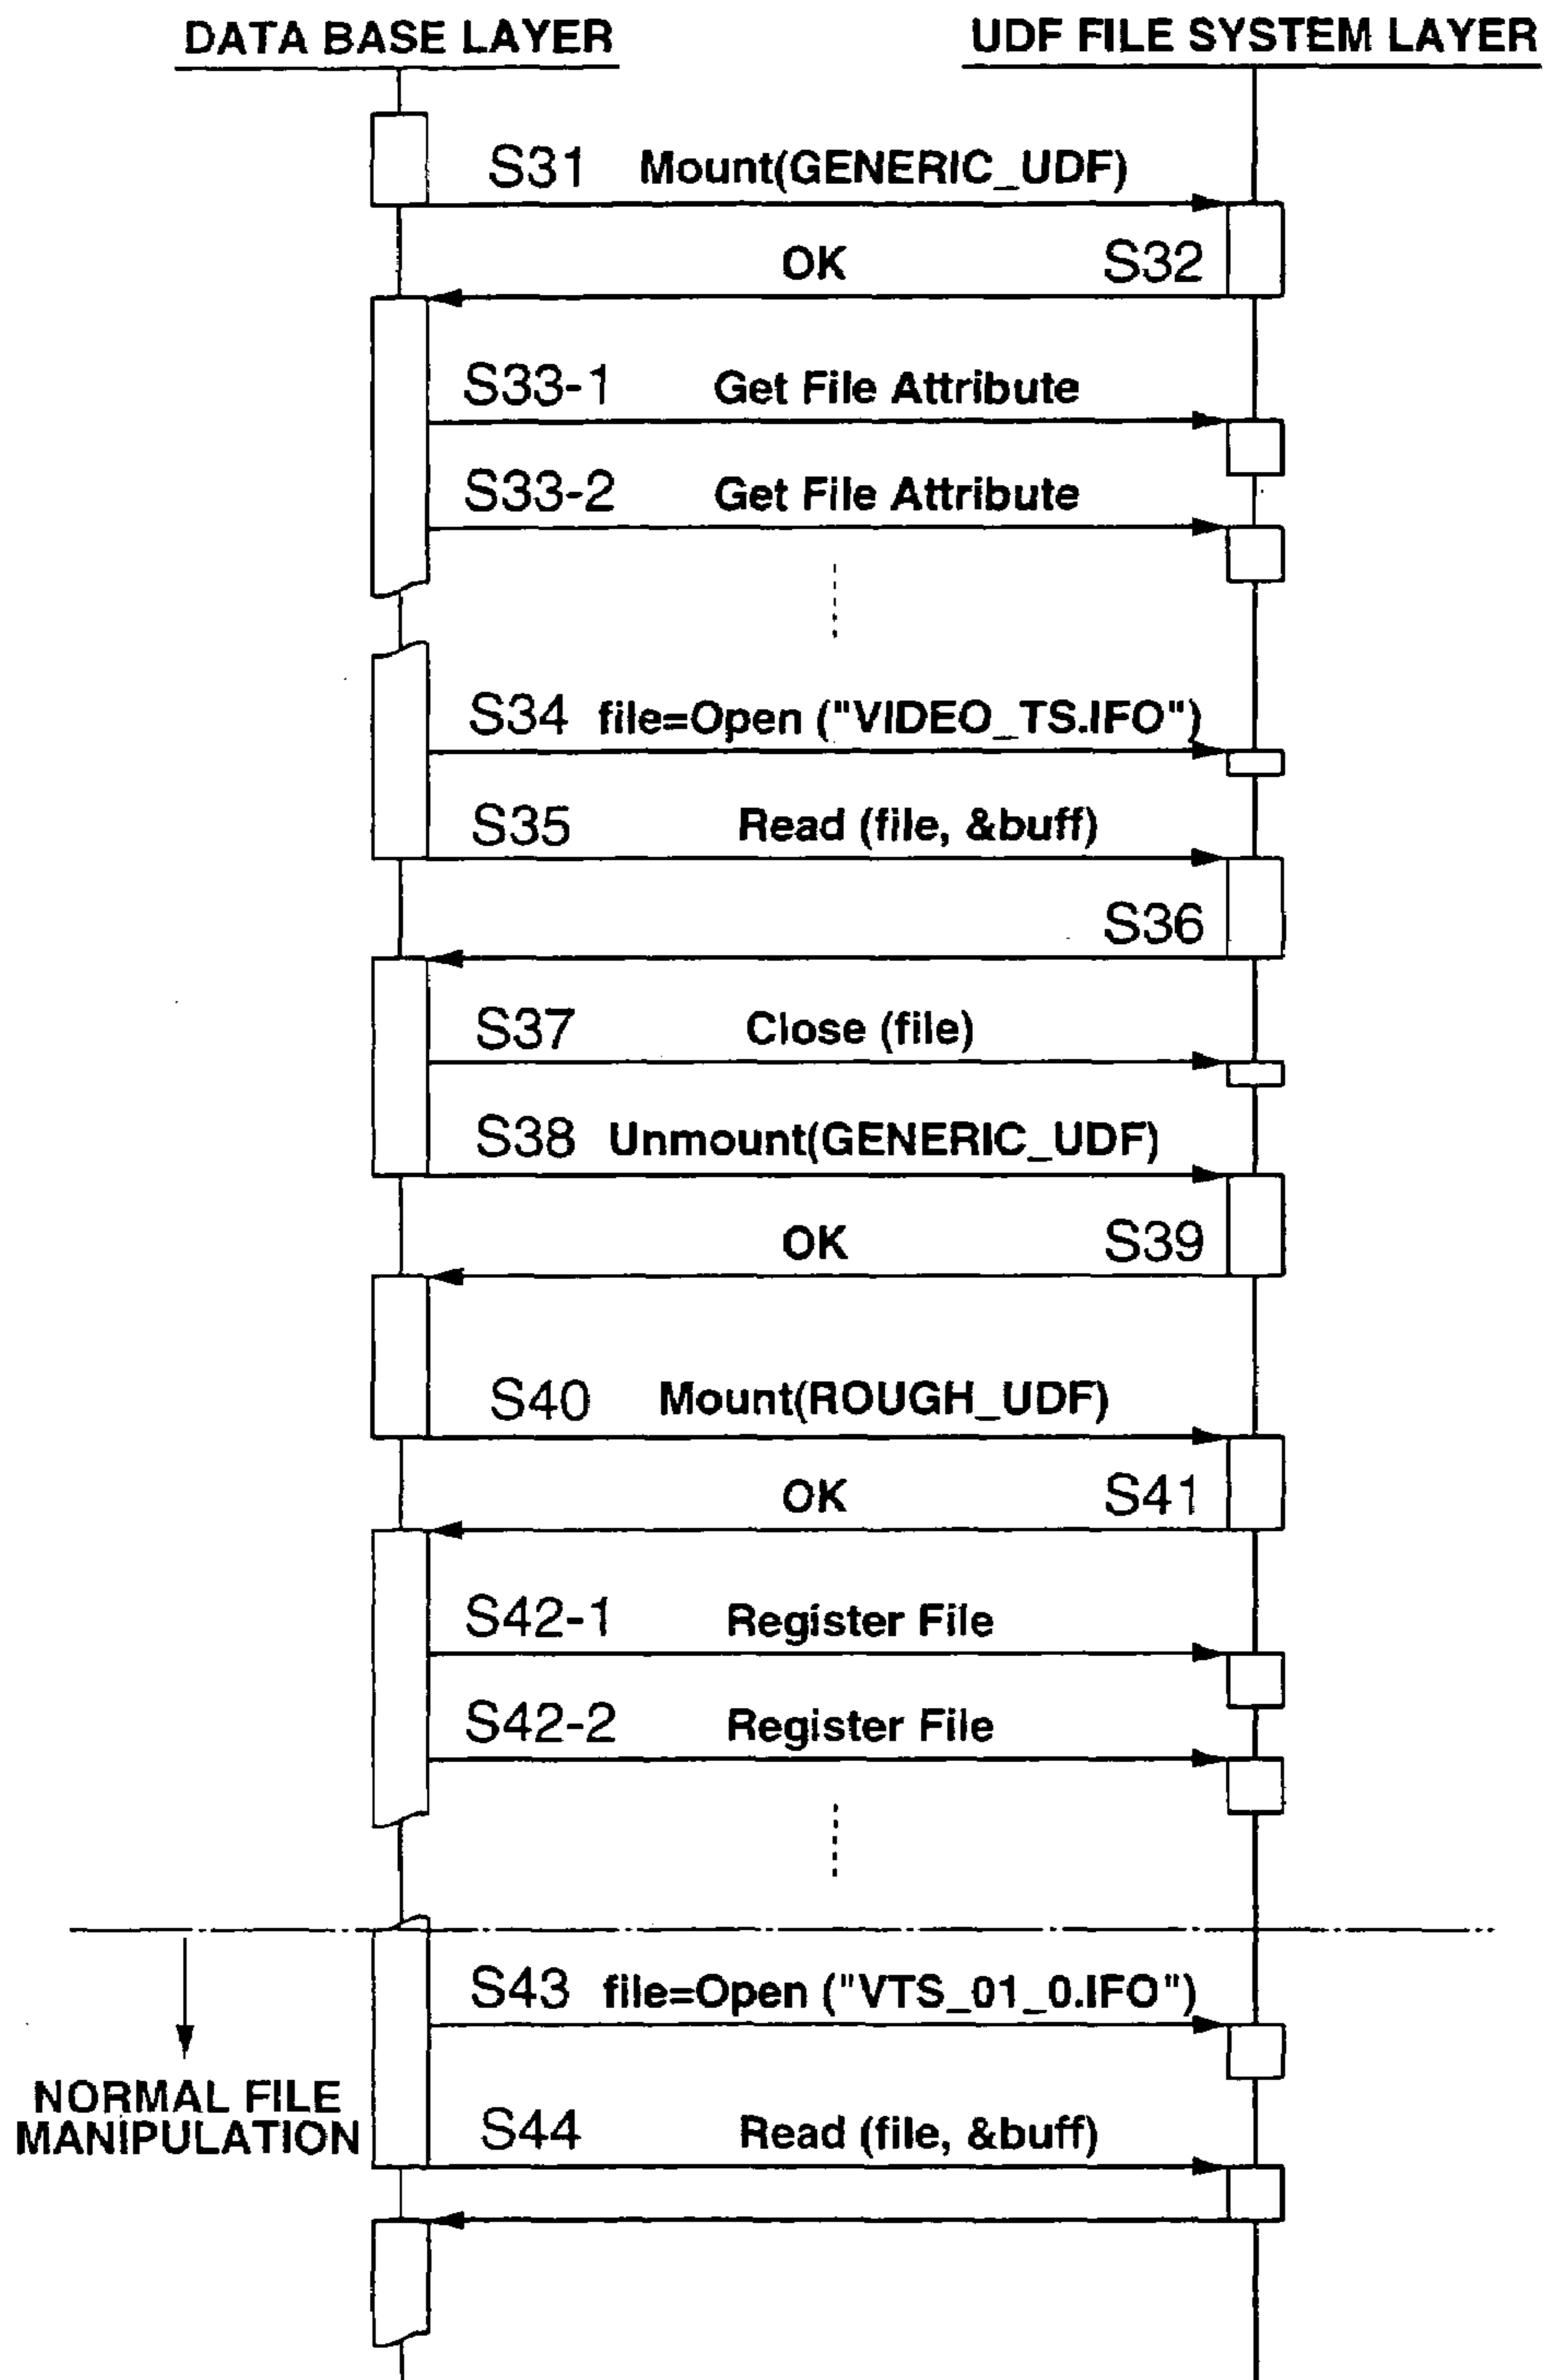 DATA BASE LAYER
UDF FILE SYSTEM LAYER
S31 Mount(GENERIC_UDF)
OK S32
S33-1 Get File Attribute
S33-2 Get File Attribute
S34 file=Open ("VIDEO_TS.IFO")
S35 Read (file, &buff)
S36
S37 Close (file)
S38 Unmount(GENERIC_UDF)
OK S39
S40 Mount(ROUGH_UDF)
OK S41
S42-1 Register File
S42-2 Register File
S43 file=Open ("VTS_01_0.IFO")
NORMAL FILE
MANIPULATION
S44 Read (file, &buff)